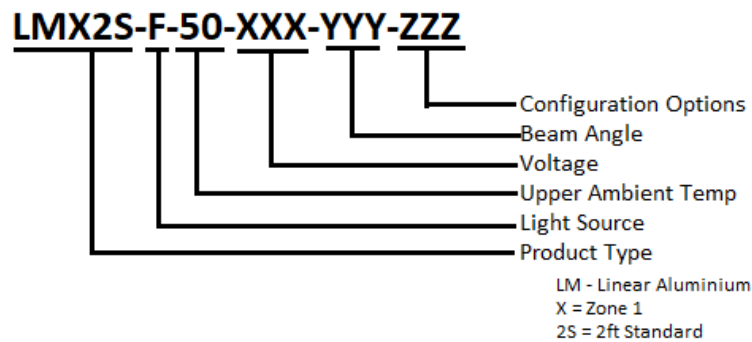 LMX2S-F-50-XXX-YYY-ZZZ
Configuration Options
Beam Angle
Voltage
Upper Ambient Temp
Light Source
Product Type
LM - Linear Aluminium
X = Zone 1
2S = 2ft Standard